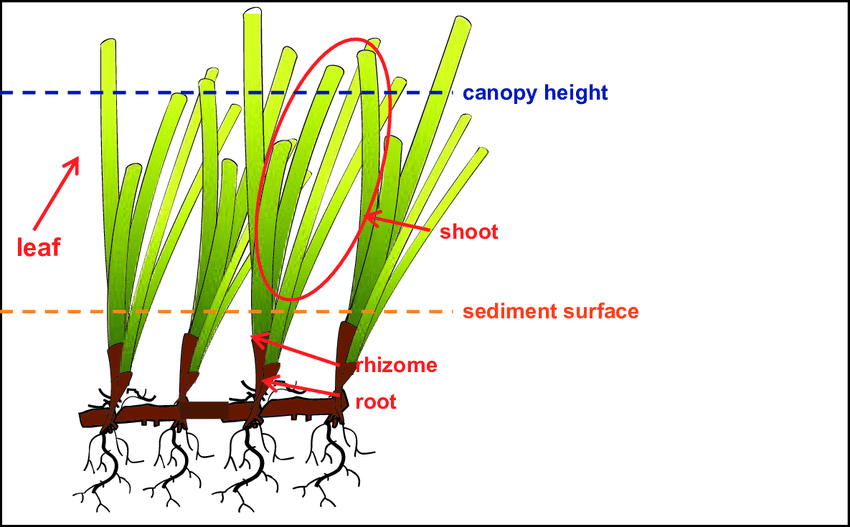 canopy height
leaf
shoot
sediment surface
rhizome
root